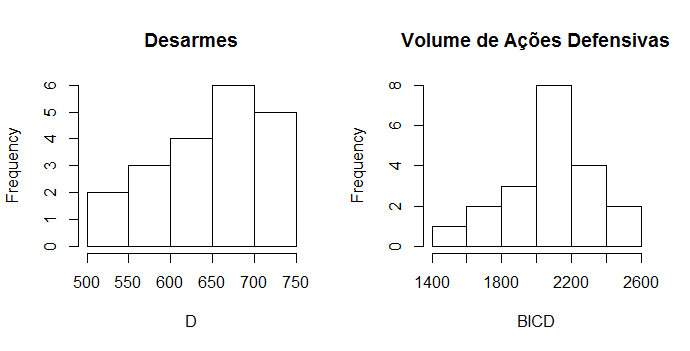 Desarmes
Frequency
0 1 2 3 4 5 6
500 550 600 650 700 750
D
Volume de Ações Defensivas
Frequency
0 2 4 6 8
1400 1800 2200 2600
BICD